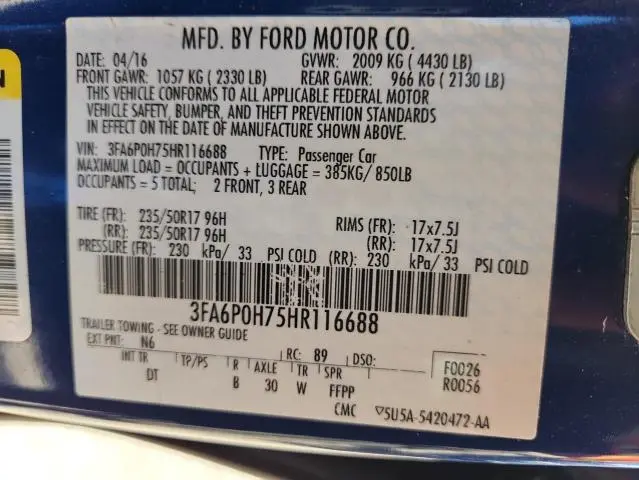 MFD. BY FORD MOTOR CO.
DATE: 04/16 GVWR: 2009 KG ( 4430 LB)
FRONT GAWR: 1057 KG ( 2330 LB) REAR GAWR: 966 KG ( 2130 LB)
THIS VEHICLE CONFORMS TO ALL APPLICABLE FEDERAL MOTOR
VEHICLE SAFETY, BUMPER, AND THEFT PREVENTION STANDARDS
IN EFFECT ON THE DATE OF MANUFACTURE SHOWN ABOVE.
VIN: 3FA6P0H75HR116688 TYPE: Passenger Car
MAXIMUM LOAD = OCCUPANTS + LUGGAGE = 385KG/ 850LB
OCCUPANTS = 5 TOTAL; 2 FRONT, 3 REAR
TIRE (FR): 235/50R17 96H RIMS (FR): 17x7.5J
(RR): 235/50R17 96H (RR): 17x7.5J
PRESSURE (FR): 230 kPa/ 33 PSI COLD (RR): 230 kPa/ 33 PSI COLD
3FA6P0H75HR116688
TRAILER TOWING - SEE OWNER GUIDE
EXT PNT: N6 RC: 89 DSO: F0026
INT TR TP/PS R AXLE TR SPR R0056
DT B 30 W FFPP
CMC 5U5A-5420472-AA